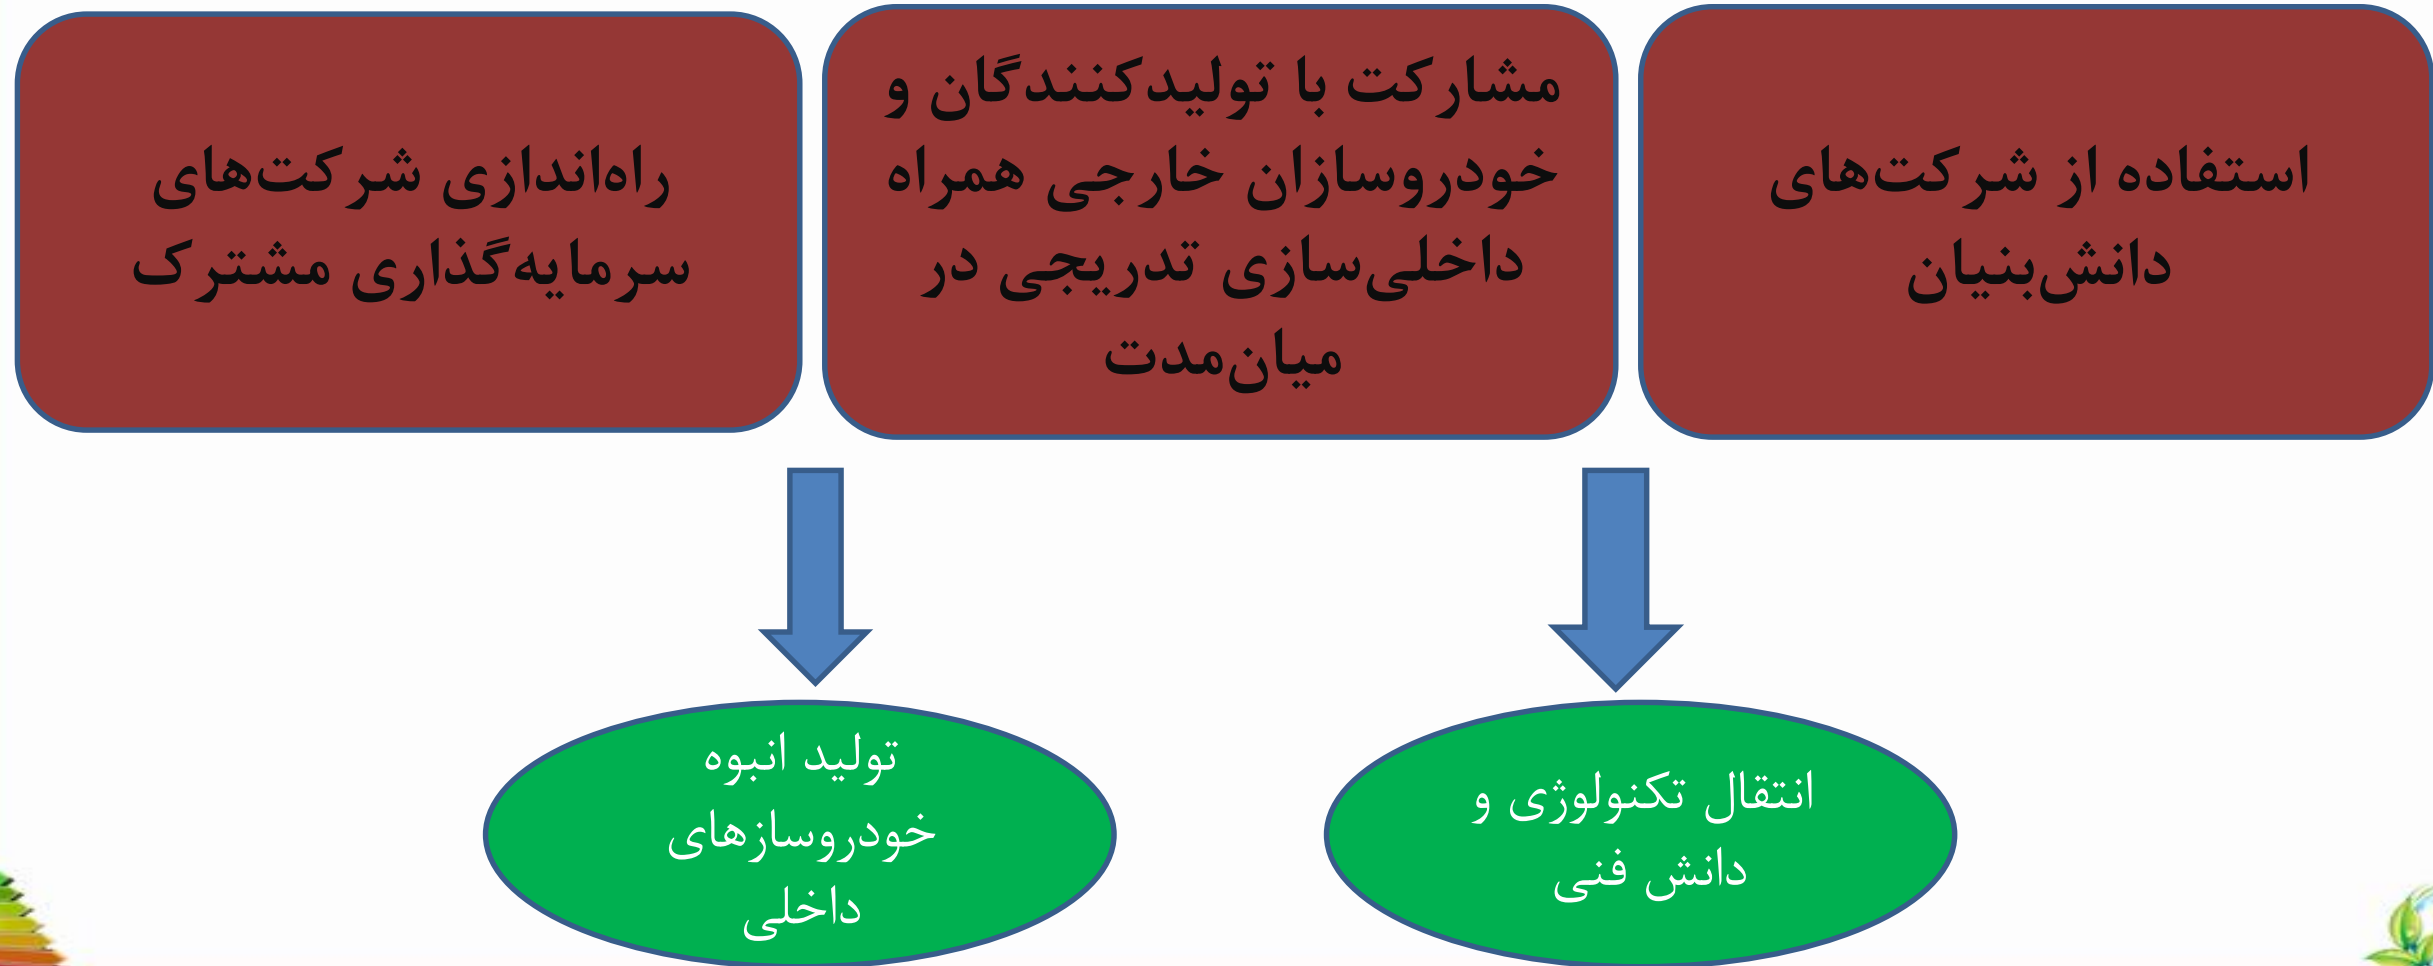 استفاده از شرکت‌های
دانش‌بنیان
مشارکت با تولیدکنندگان و
خودروسازان خارجی همراه
داخلی‌سازی تدریجی در
میان‌مدت
راه‌اندازی شرکت‌های
سرمایه‌گذاری مشترک
انتقال تکنولوژی و
دانش فنی
تولید انبوه
خودروسازهای
داخلی